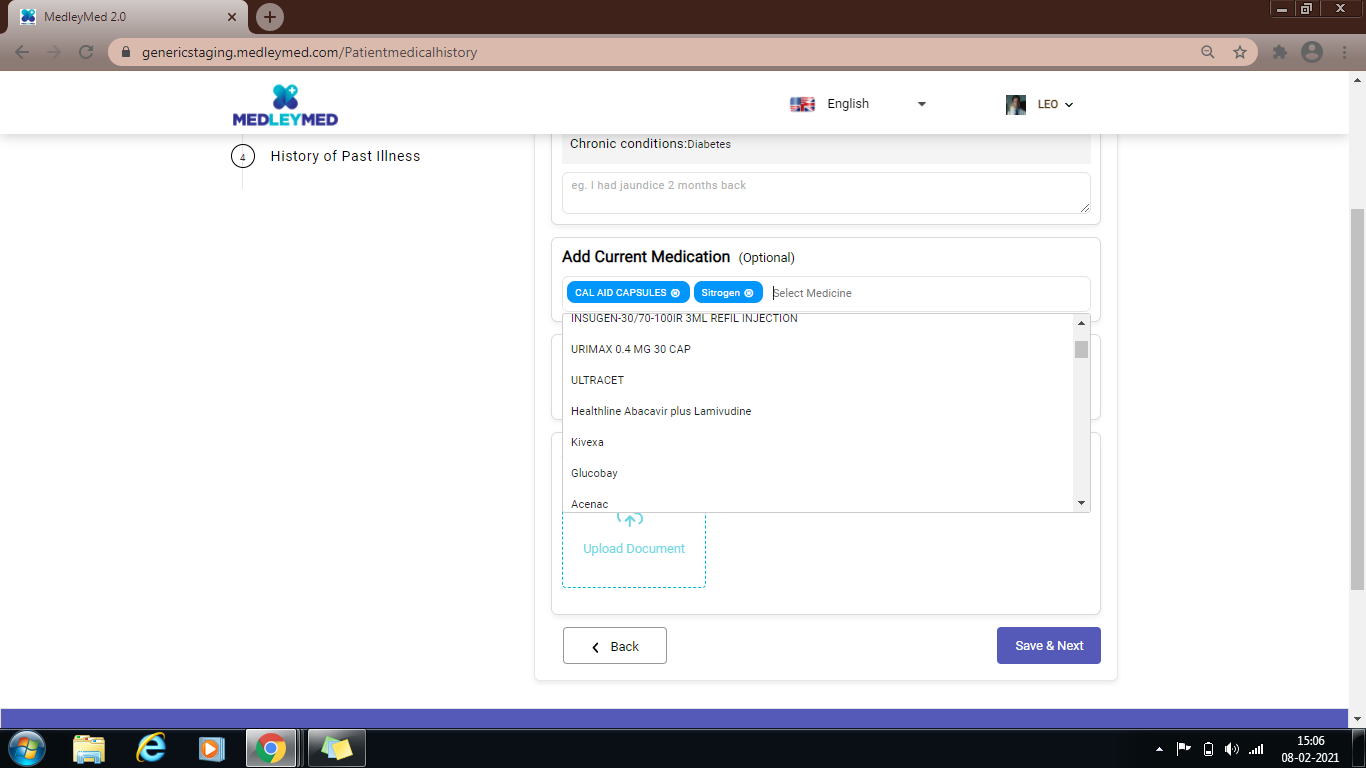 MedleyMed 2.0
genericstaging.medleymed.com/Patientmedicalhistory
MEDLEYMED
English
LEO
4
History of Past Illness
Chronic conditions:Diabetes
eg. I had jaundice 2 months back
Add Current Medication (Optional)
CAL AID CAPSULES
Sitrogen
Select Medicine
INSUGEN-30/70-100IR 3ML REFIL INJECTION
URIMAX 0.4 MG 30 CAP
ULTRACET
Healthline Abacavir plus Lamivudine
Kivexa
Glucobay
Acenac
Upload Document
Back
Save & Next
15:06
08-02-2021